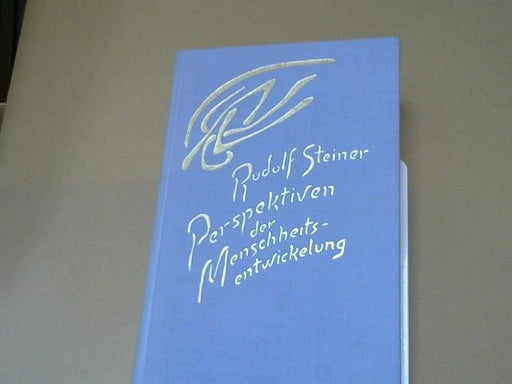 Rudolf Steiner
Perspektiven
der
Menschheits-
entwickelung